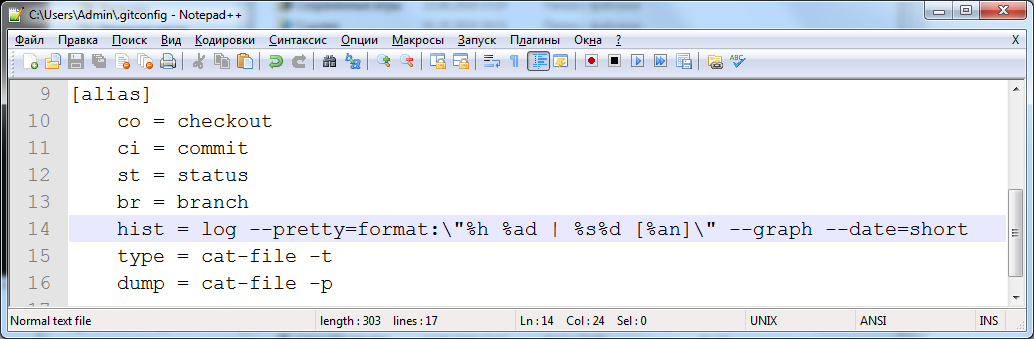 C:\Users\Admin\.gitconfig - Notepad++
Файл Правка Поиск Вид Кодировки Синтаксис Опции Макросы Запуск Плагины Окна ? X
9 [alias]
10 co = checkout
11 ci = commit
12 st = status
13 br = branch
14 hist = log --pretty=format:\"%h %ad | %s%d [%an]\" --graph --date=short
15 type = cat-file -t
16 dump = cat-file -p
Normal text file length : 303 lines : 17 Ln : 14 Col : 24 Sel : 0 UNIX ANSI INS